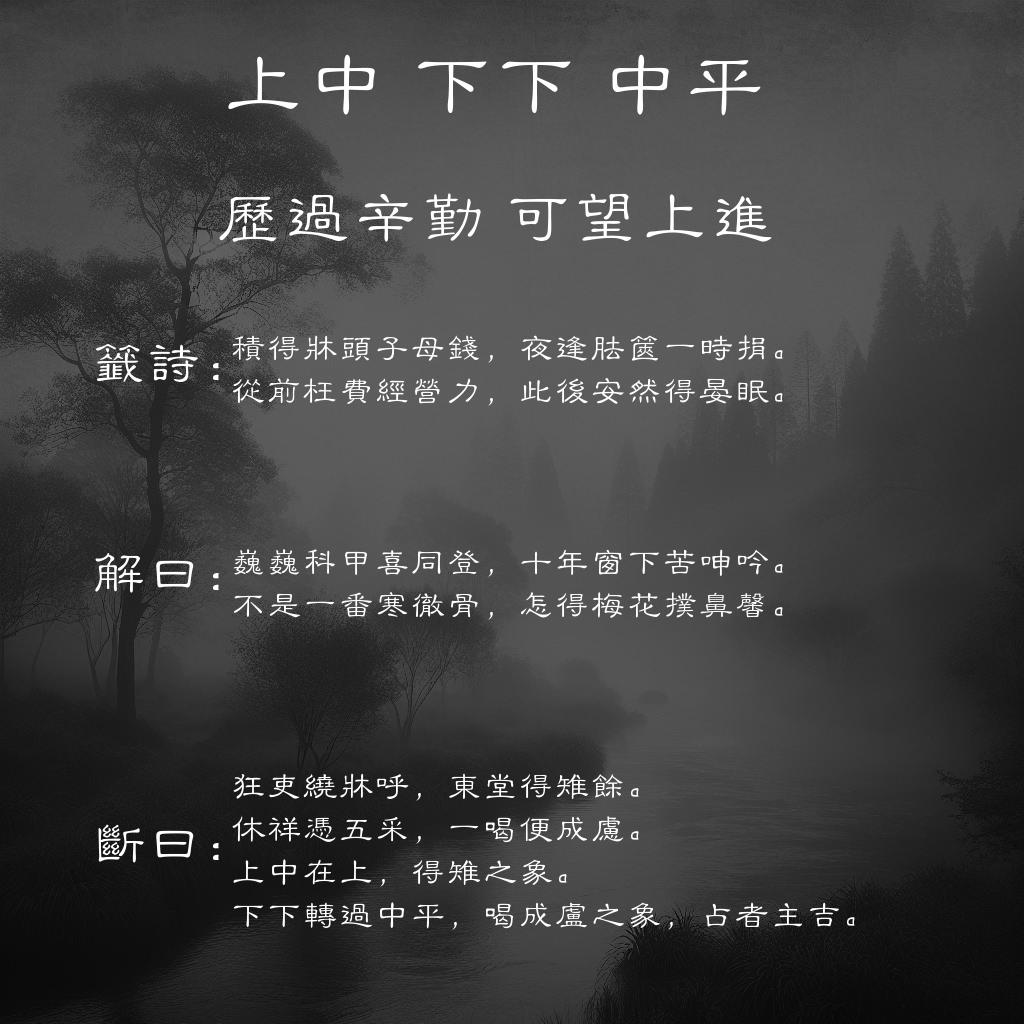 上中 下下 中平
歷過辛勤 可望上進
籤詩：
積得牀頭子母錢，夜逢胠篋一時捐。
從前枉費經營力，此後安然得晏眠。
解曰：
巍巍科甲喜同登，十年窗下苦呻吟。
不是一番寒徹骨，怎得梅花撲鼻馨。
斷曰：
狂吏繞牀呼，東堂得雉餘。
休祥憑五采，一喝便成慮。
上中在上，得雉之象。
下下轉過中平，喝成盧之象，占者主吉。